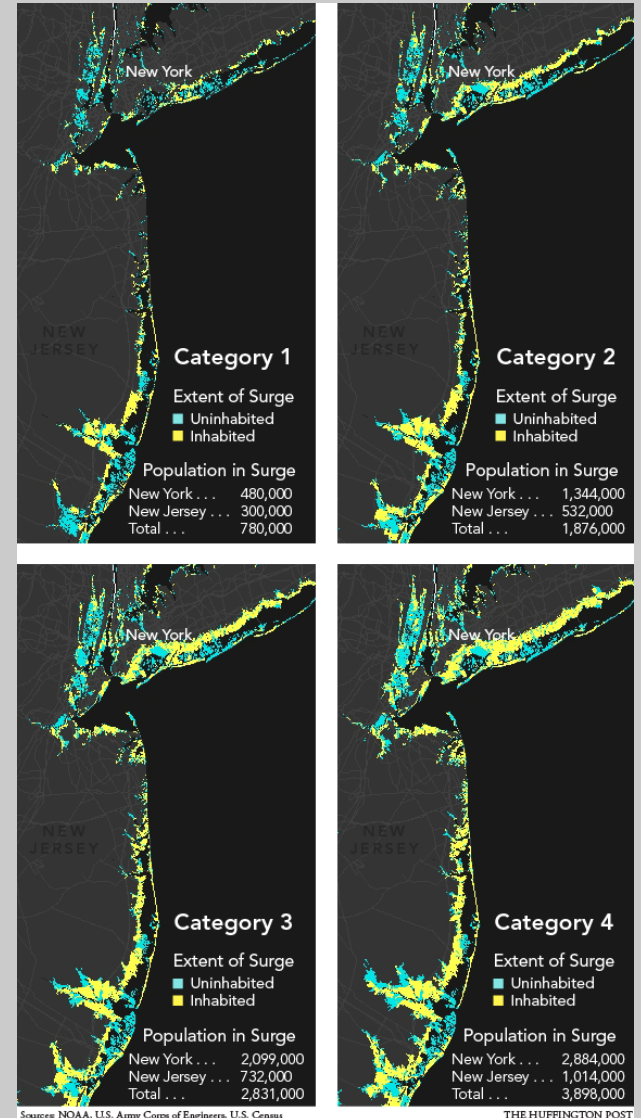 New York
NEW
JERSEY
Category 1
Extent of Surge
Uninhabited
Inhabited
Population in Surge
New York . . . 480,000
New Jersey . . . 300,000
Total . . . 780,000
New York
NEW
JERSEY
Category 2
Extent of Surge
Uninhabited
Inhabited
Population in Surge
New York . . . 1,344,000
New Jersey . . . 532,000
Total . . . 1,876,000
New York
NEW
JERSEY
Category 3
Extent of Surge
Uninhabited
Inhabited
Population in Surge
New York . . . 2,099,000
New Jersey . . . 732,000
Total . . . 2,831,000
New York
NEW
JERSEY
Category 4
Extent of Surge
Uninhabited
Inhabited
Population in Surge
New York . . . 2,884,000
New Jersey . . . 1,014,000
Total . . . 3,898,000
Sources: NOAA, U.S. Army Corps of Engineers, U.S. Census
THE HUFFINGTON POST